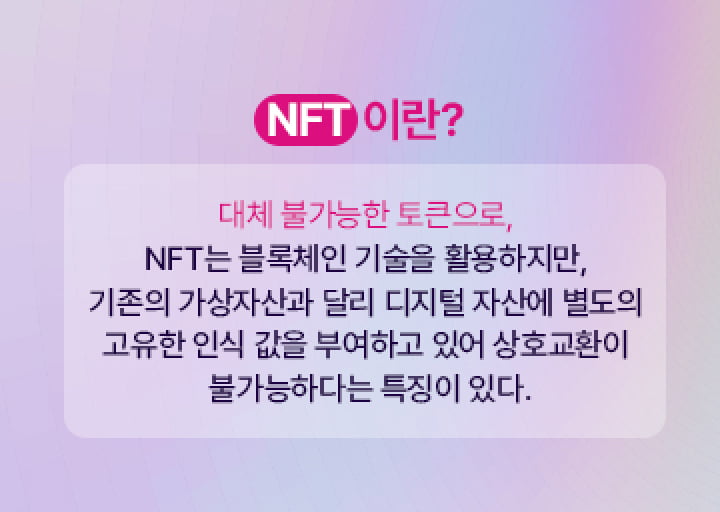 NFT이란?
대체 불가능한 토큰으로,
NFT는 블록체인 기술을 활용하지만,
기존의 가상자산과 달리 디지털 자산에 별도의
고유한 인식 값을 부여하고 있어 상호교환이
불가능하다는 특징이 있다.